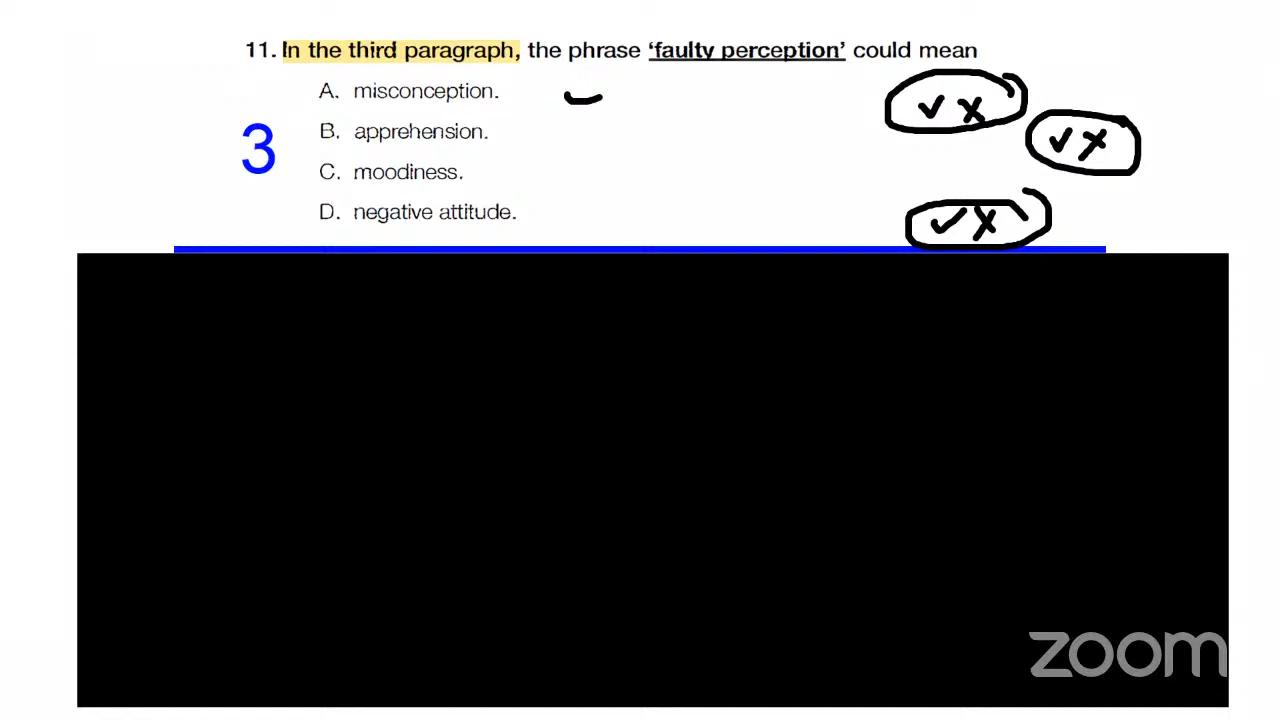 11. In the third paragraph, the phrase ‘faulty perception’ could mean
A. misconception.
B. apprehension.
3
C. moodiness.
D. negative attitude.
zoom